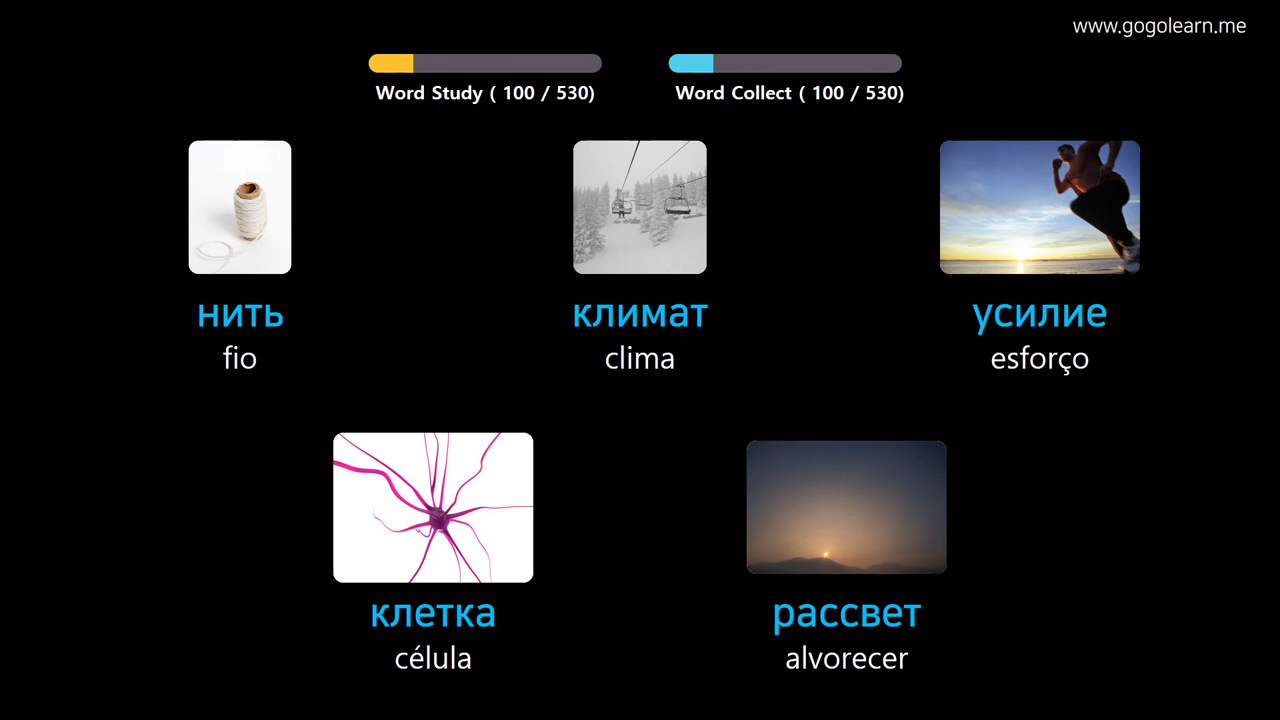 www.gogolearn.me
Word Study ( 100 / 530)
Word Collect ( 100 / 530)
нить
fio
климат
clima
усилие
esforço
клетка
célula
рассвет
alvorecer